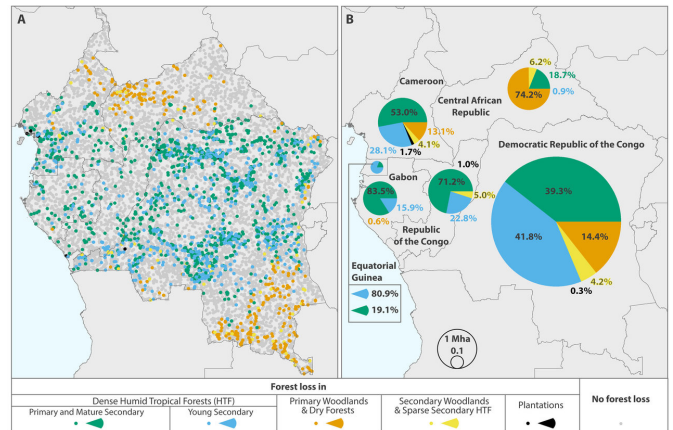 A
B
6.2%
18.7%
74.2%
0.9%
Cameroon
Central African
Republic
53.0%
13.1%
4.1%
28.1%
1.7%
Democratic Republic of the Congo
1.0%
Gabon
71.2%
5.0%
83.5%
15.9%
22.8%
0.6%
Republic
of the Congo
39.3%
41.8%
14.4%
4.2%
0.3%
Equatorial
Guinea
80.9%
19.1%
1 Mha
0.1
Forest loss in
Dense Humid Tropical Forests (HTF)
Primary and Mature Secondary
Young Secondary
Primary Woodlands
& Dry Forests
Secondary Woodlands
& Sparse Secondary HTF
Plantations
No forest loss